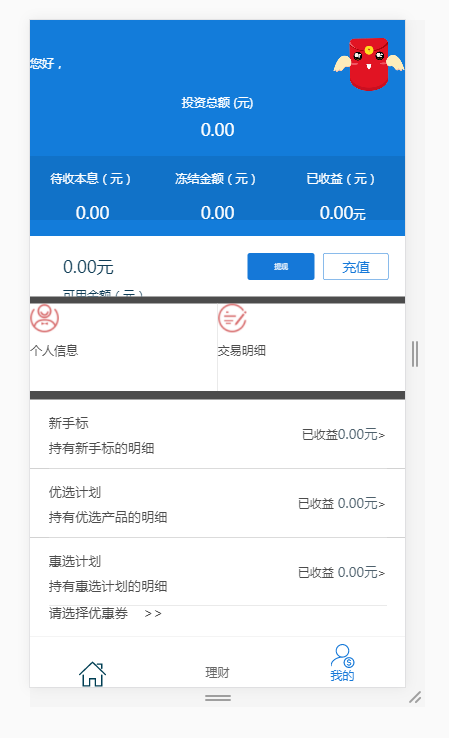 您好，
投资总额 (元)
0.00
待收本息（元） 冻结金额（元） 已收益（元）
0.00 0.00 0.00元
0.00元 提现 充值
可用金额（元）
个人信息 交易明细
新手标
已收益0.00元>
持有新手标的明细
优选计划
已收益 0.00元>
持有优选产品的明细
惠选计划
已收益 0.00元>
持有惠选计划的明细
请选择优惠券 >>
理财 我的